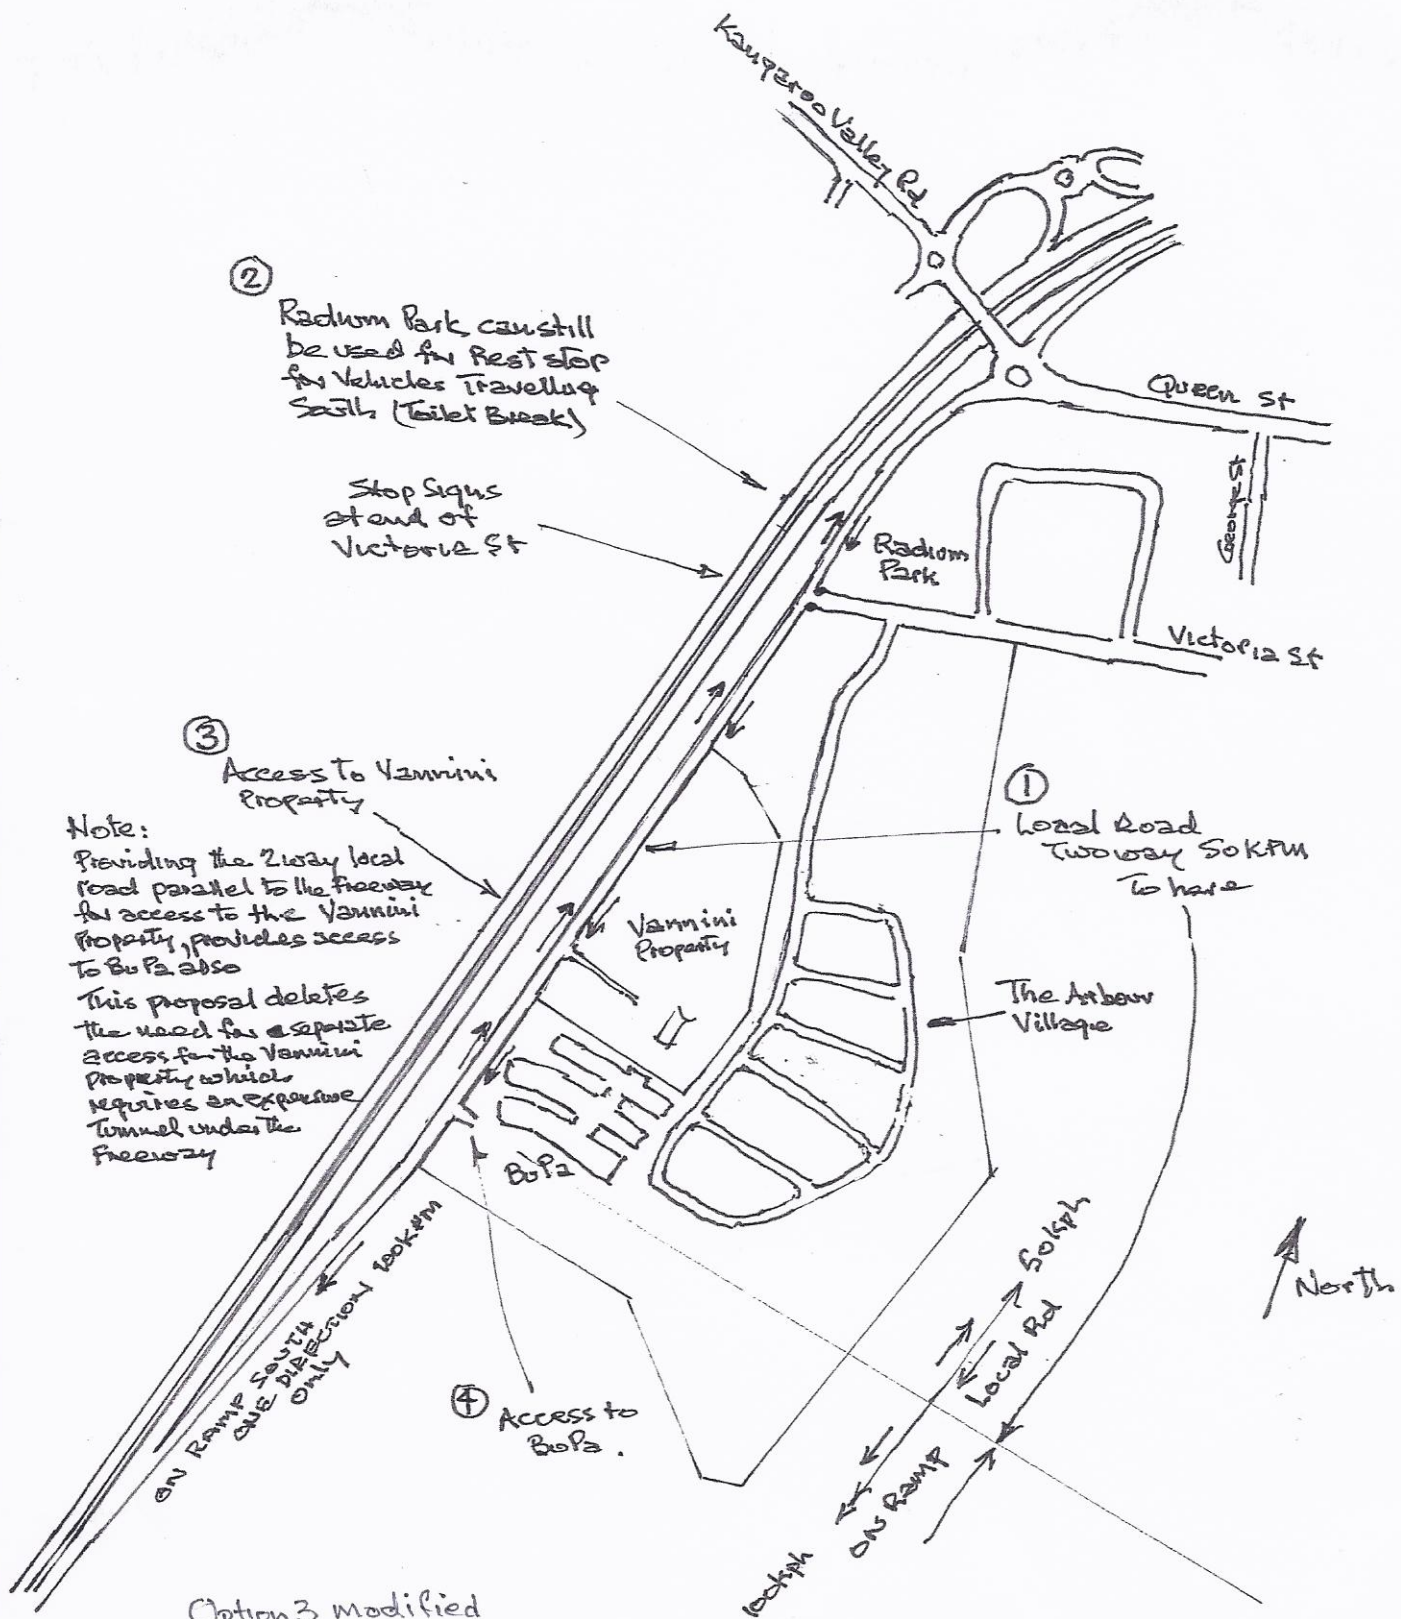 Kangaroo Valley Rd
②
Radium Park can still
be used for Rest stop
for Vehicles Travelling
South (Toilet Break)
Queen St
George St
Stop Signs
at end of
Victoria St
Radium
Park
Victoria St
③
Access To Vannini
Property
①
Local Road
Two way 50KPM
To here
Note:
Providing the 2 way local
road parallel to the freeway
for access to the Vannini
Property, provides access
To BuPa also
This proposal deletes
the need for a separate
access for the Vannini
Property which
requires an expensive
Tunnel under the
Freeway
Vannini
Property
The Arbour
Village
BuPa
ON RAMP SOUTH
ONE DIRECTION 100KPM
Only
④
Access to
BuPa.
50kph
Local Rd
ON Ramp
100kph
North
Option 3 modified